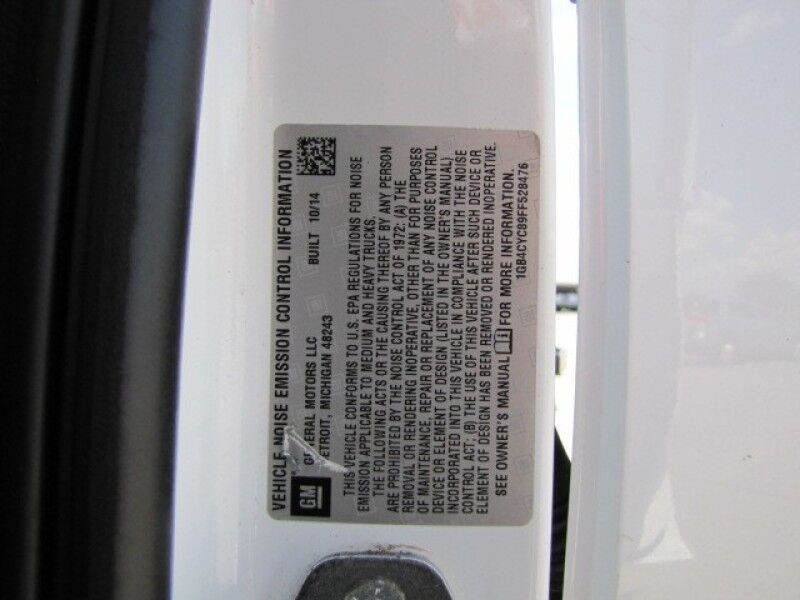 VEHICLE NOISE EMISSION CONTROL INFORMATION
GM
GENERAL MOTORS LLC
DETROIT, MICHIGAN 48243
BUILT 10/14
THIS VEHICLE CONFORMS TO U.S. EPA REGULATIONS FOR NOISE
EMISSION APPLICABLE TO MEDIUM AND HEAVY TRUCKS.
THE FOLLOWING ACTS OR THE CAUSING THEREOF BY ANY PERSON
ARE PROHIBITED BY THE NOISE CONTROL ACT OF 1972: (A) THE
REMOVAL OR RENDERING INOPERATIVE, OTHER THAN FOR PURPOSES
OF MAINTENANCE, REPAIR OR REPLACEMENT OF ANY NOISE CONTROL
DEVICE OR ELEMENT OF DESIGN (LISTED IN THE OWNER'S MANUAL)
INCORPORATED INTO THIS VEHICLE IN COMPLIANCE WITH THE NOISE
CONTROL ACT; (B) THE USE OF THIS VEHICLE AFTER SUCH DEVICE OR
ELEMENT OF DESIGN HAS BEEN REMOVED OR RENDERED INOPERATIVE.
SEE OWNER'S MANUAL FOR MORE INFORMATION.
1GB4CYC89FF528476